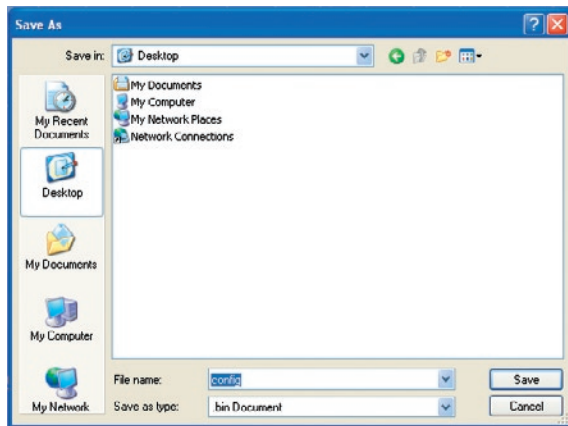 Save As
Save in: Desktop
My Recent Documents
Desktop
My Documents
My Computer
My Network
My Documents
My Computer
My Network Places
Network Connections
File name: config
Save as type: .bin Document
Save
Cancel